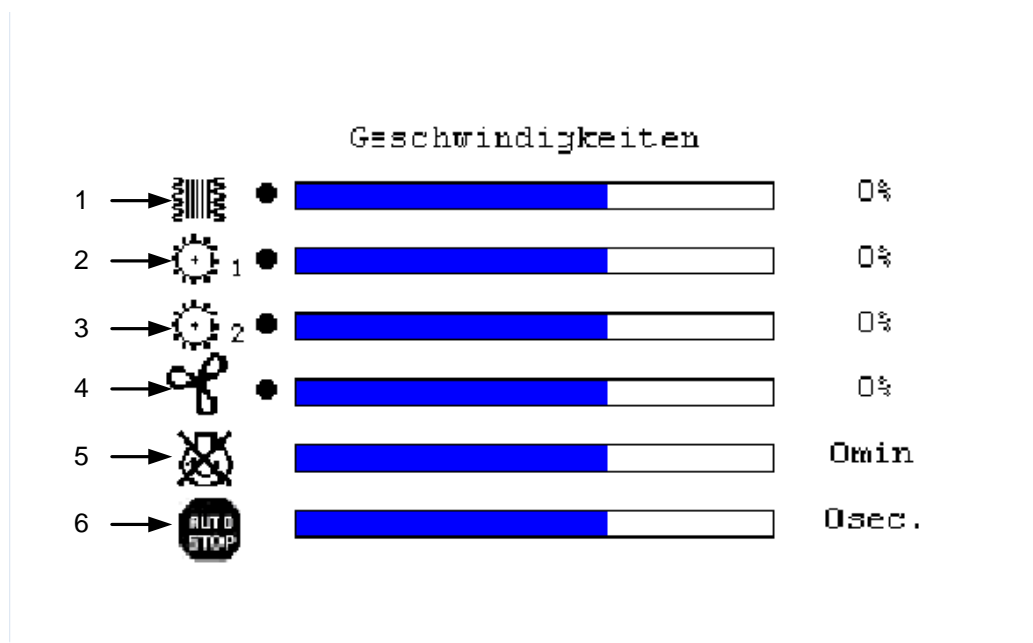 Geschwindigkeiten
1 0%
2 1 0%
3 2 0%
4 0%
5 0min
6 AUTO STOP 0sec.